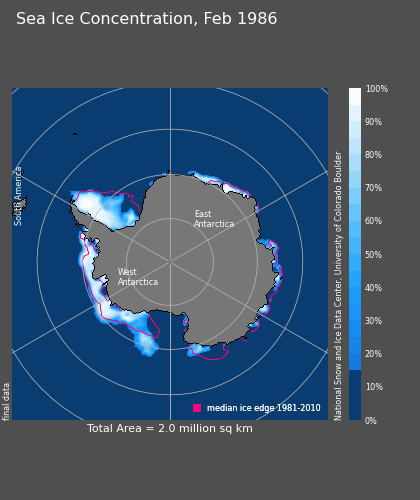 Sea Ice Concentration, Feb 1986
South America
East
Antarctica
West
Antarctica
final data
median ice edge 1981-2010
Total Area = 2.0 million sq km
National Snow and Ice Data Center, University of Colorado Boulder
100%
90%
80%
70%
60%
50%
40%
30%
20%
10%
0%